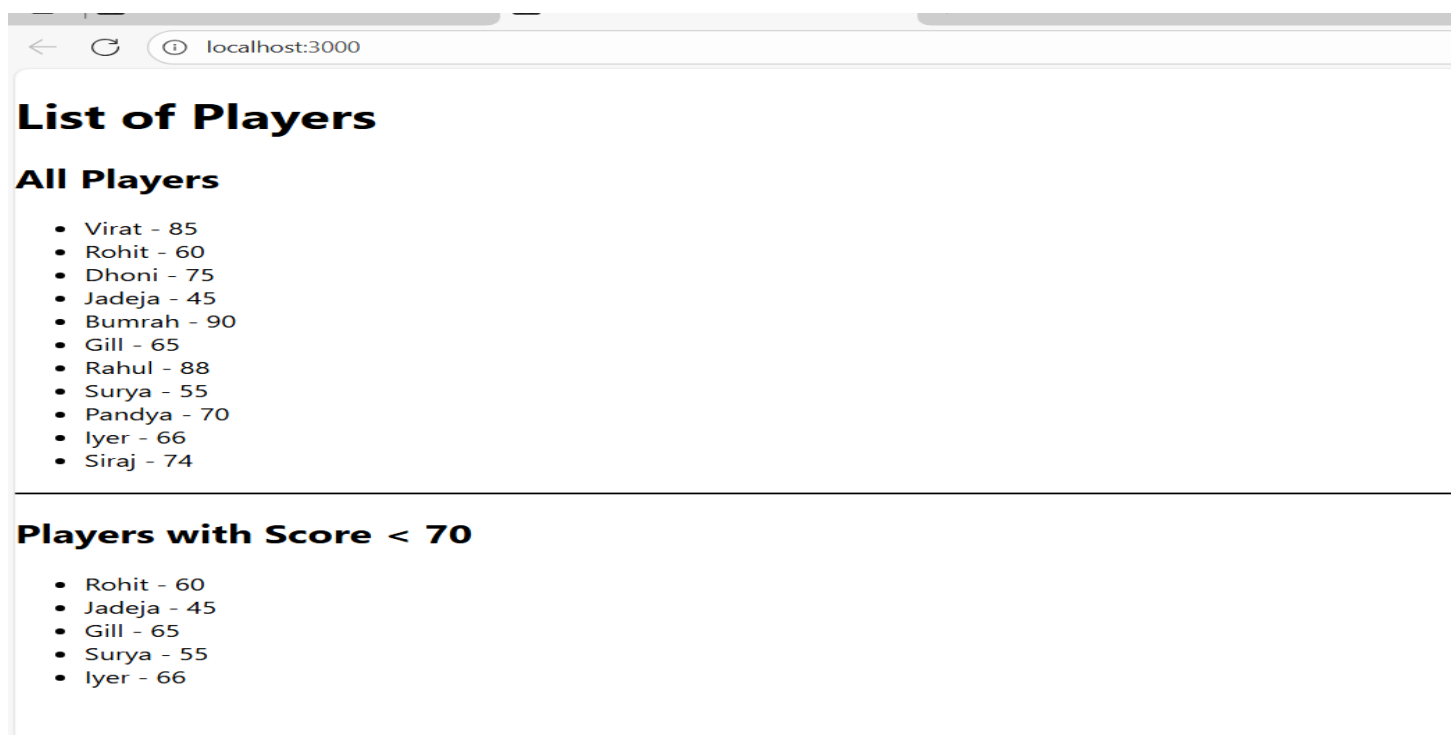 localhost:3000
List of Players
All Players
Virat - 85
Rohit - 60
Dhoni - 75
Jadeja - 45
Bumrah - 90
Gill - 65
Rahul - 88
Surya - 55
Pandya - 70
Iyer - 66
Siraj - 74
Players with Score < 70
Rohit - 60
Jadeja - 45
Gill - 65
Surya - 55
Iyer - 66